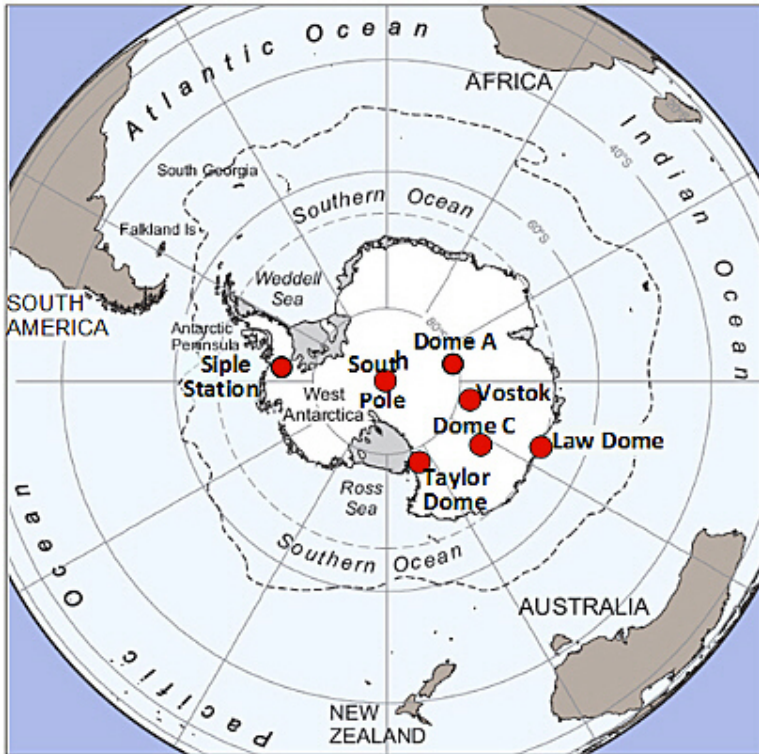 Atlantic Ocean
AFRICA
Indian Ocean
40°S
South Georgia
60°S
Southern Ocean
Falkland Is
Weddell
Sea
SOUTH
AMERICA
Antarctic
Peninsula
80°S
Dome A
Siple
Station
South
Pole
Vostok
West
Antarctica
Dome C
Law Dome
Taylor
Dome
Ross
Sea
Southern Ocean
Pacific Ocean
AUSTRALIA
NEW
ZEALAND